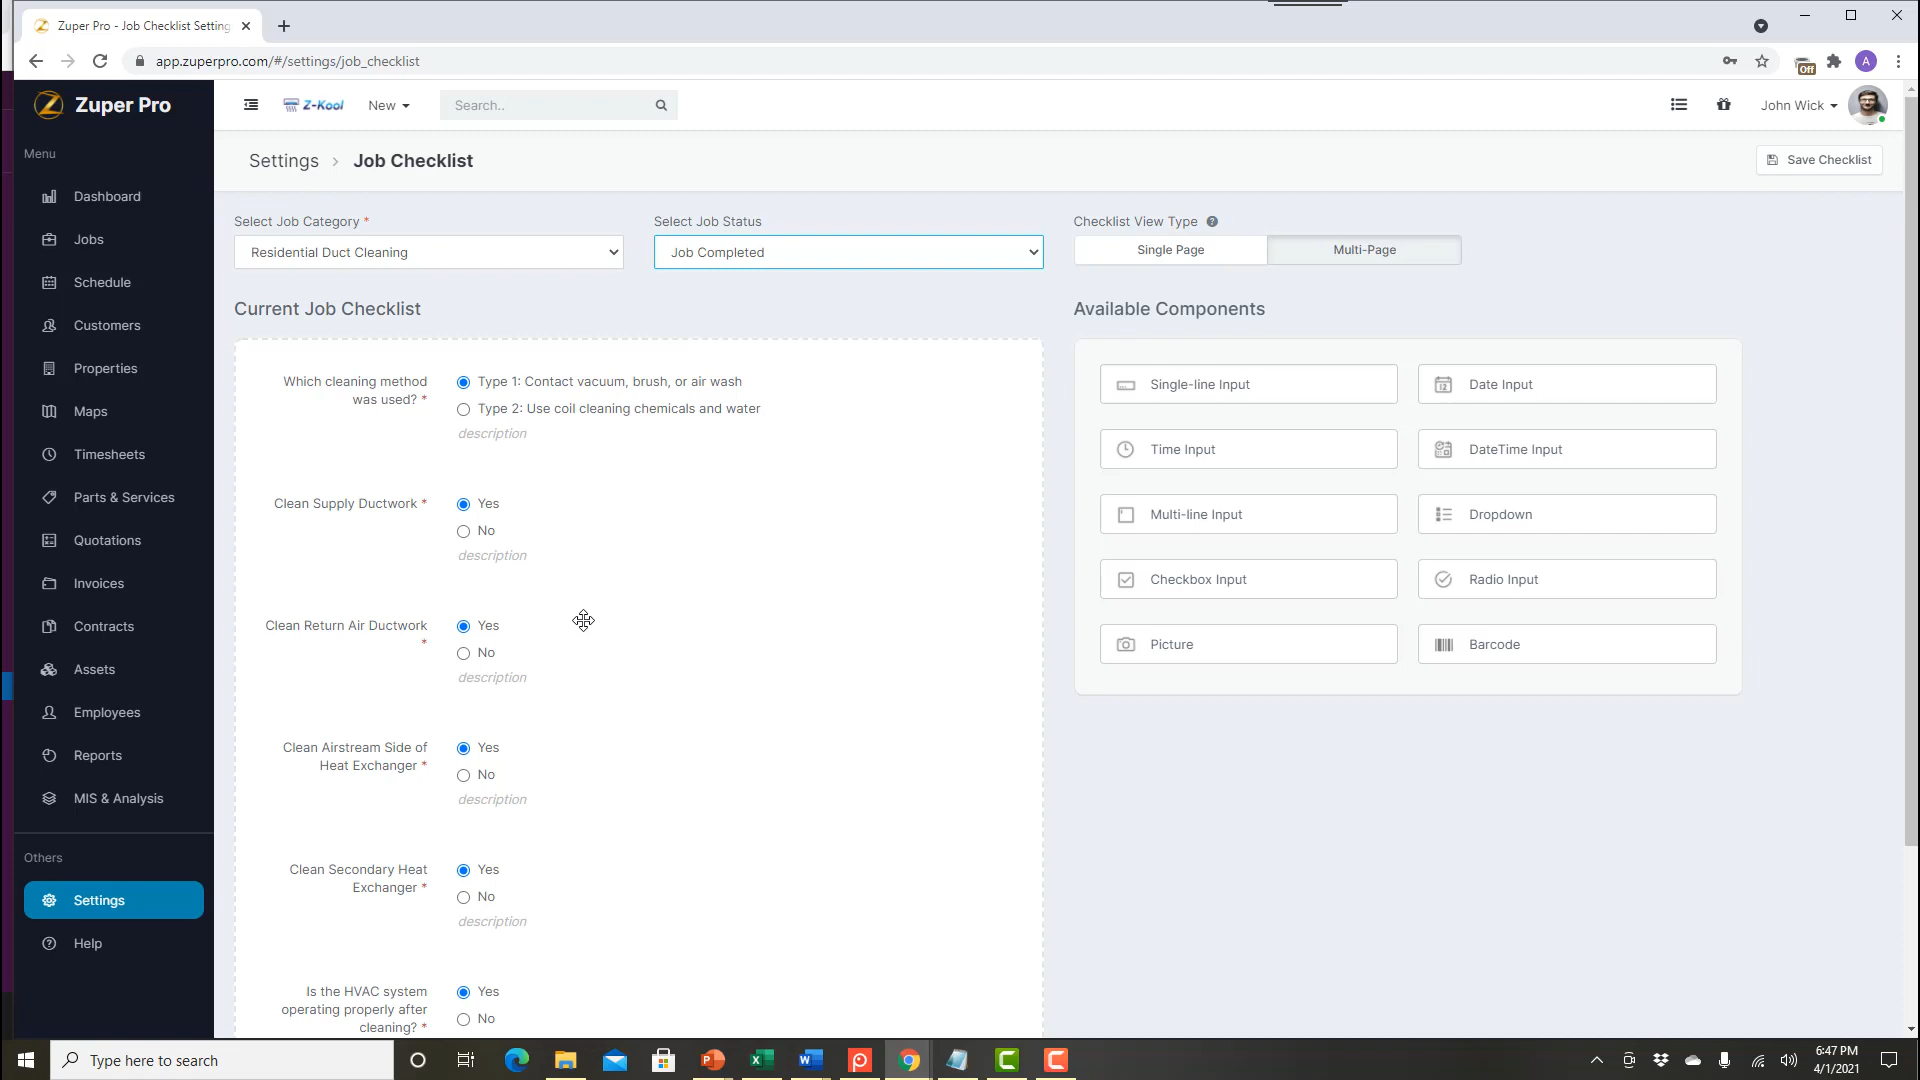 Zuper Pro - Job Checklist Setting
app.zuperpro.com/#/settings/job_checklist
Off
A
Zuper Pro
Z-Kool
New
Search..
John Wick
Menu
Dashboard
Jobs
Schedule
Customers
Properties
Maps
Timesheets
Parts & Services
Quotations
Invoices
Contracts
Assets
Employees
Reports
MIS & Analysis
Others
Settings
Help
Settings › Job Checklist
Save Checklist
Select Job Category *
Residential Duct Cleaning
Select Job Status
Job Completed
Checklist View Type
Single Page
Multi-Page
Current Job Checklist
Which cleaning method
was used? *
Type 1: Contact vacuum, brush, or air wash
Type 2: Use coil cleaning chemicals and water
description
Clean Supply Ductwork *
Yes
No
description
Clean Return Air Ductwork
*
Yes
No
description
Clean Airstream Side of
Heat Exchanger *
Yes
No
description
Clean Secondary Heat
Exchanger *
Yes
No
description
Is the HVAC system
operating properly after
cleaning? *
Yes
No
Available Components
Single-line Input
Date Input
12
Time Input
DateTime Input
Multi-line Input
Dropdown
Checkbox Input
Radio Input
Picture
Barcode
Type here to search
6:47 PM
4/1/2021